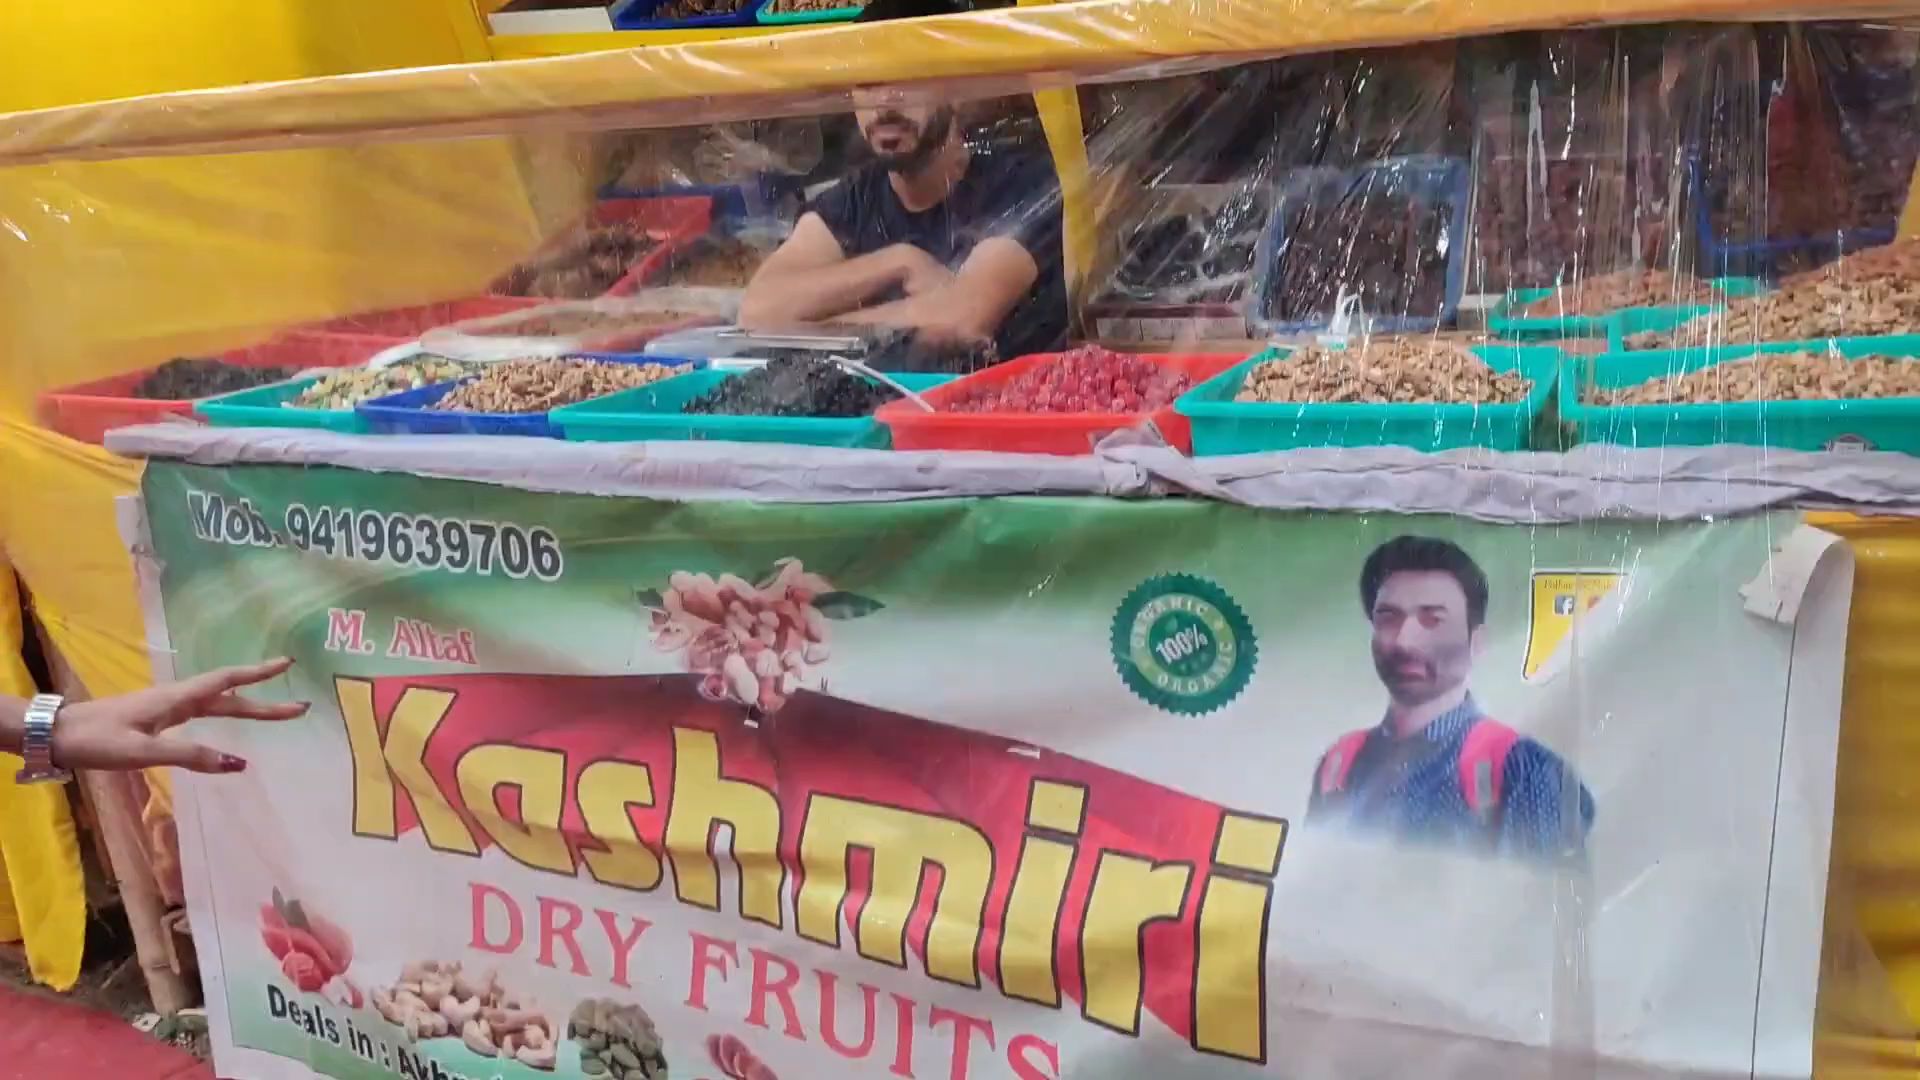 Mob. 9419639706
M. Altaf
ORGANIC
100%
ORGANIC
Kashmiri
DRY FRUITS
Deals in :